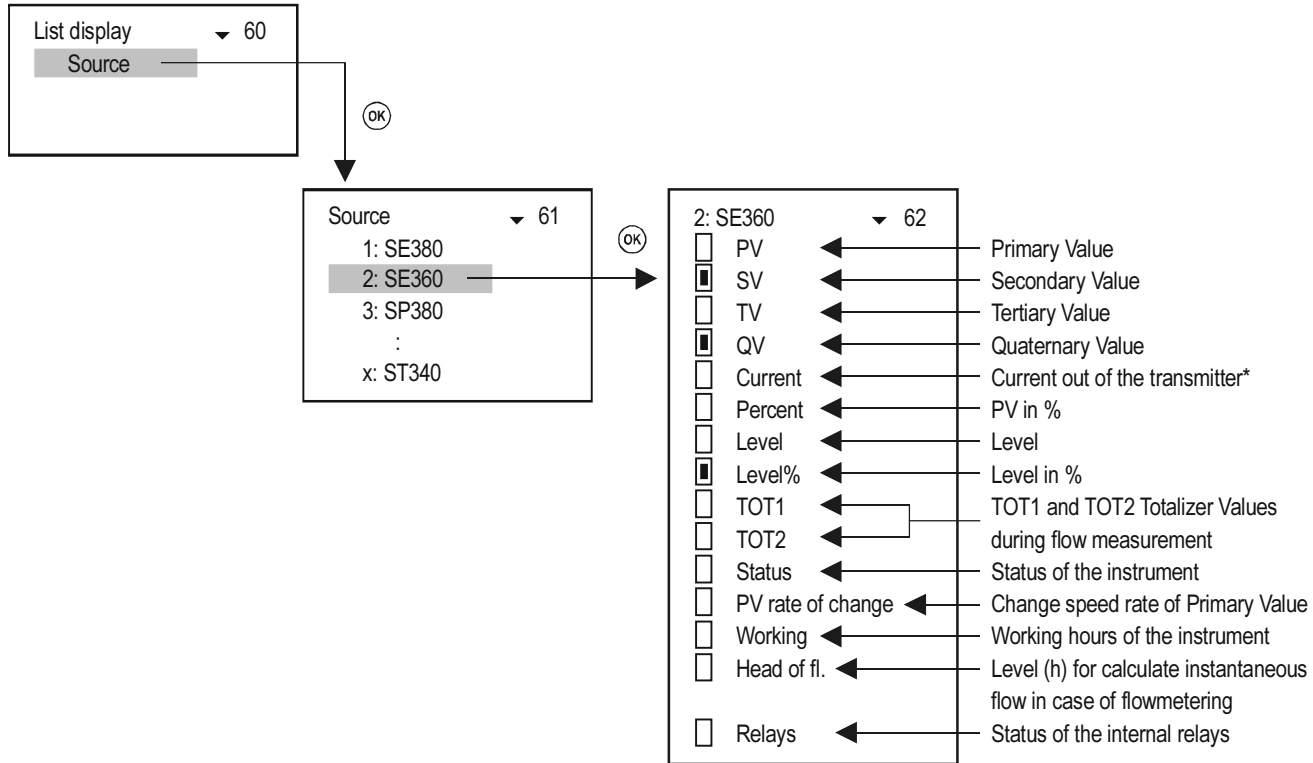 List display 60
Source
OK
Source 61
1: SE380
2: SE360
3: SP380
:
x: ST340
OK
2: SE360 62
PV Primary Value
SV Secondary Value
TV Tertiary Value
QV Quaternary Value
Current Current out of the transmitter*
Percent PV in %
Level Level
Level% Level in %
TOT1 TOT1 and TOT2 Totalizer Values
TOT2 during flow measurement
Status Status of the instrument
PV rate of change Change speed rate of Primary Value
Working Working hours of the instrument
Head of fl. Level (h) for calculate instantaneous
flow in case of flowmetering
Relays Status of the internal relays